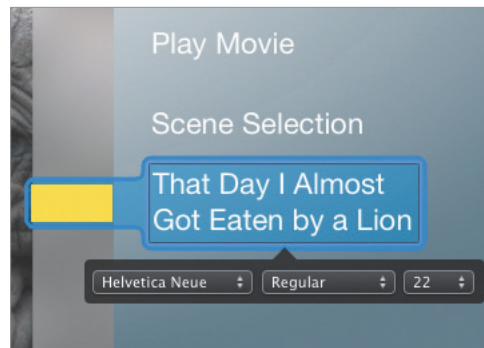 Play Movie
Scene Selection
That Day I Almost
Got Eaten by a Lion
Helvetica Neue Regular 22